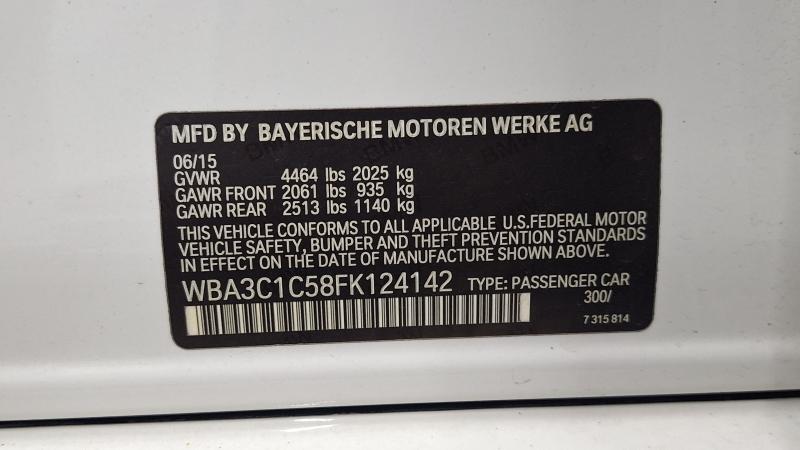 MFD BY BAYERISCHE MOTOREN WERKE AG
06/15
GVWR 4464 lbs 2025 kg
GAWR FRONT 2061 lbs 935 kg
GAWR REAR 2513 lbs 1140 kg
THIS VEHICLE CONFORMS TO ALL APPLICABLE U.S.FEDERAL MOTOR
VEHICLE SAFETY, BUMPER AND THEFT PREVENTION STANDARDS
IN EFFECT ON THE DATE OF MANUFACTURE SHOWN ABOVE.
WBA3C1C58FK124142 TYPE: PASSENGER CAR
300/
7 315 814